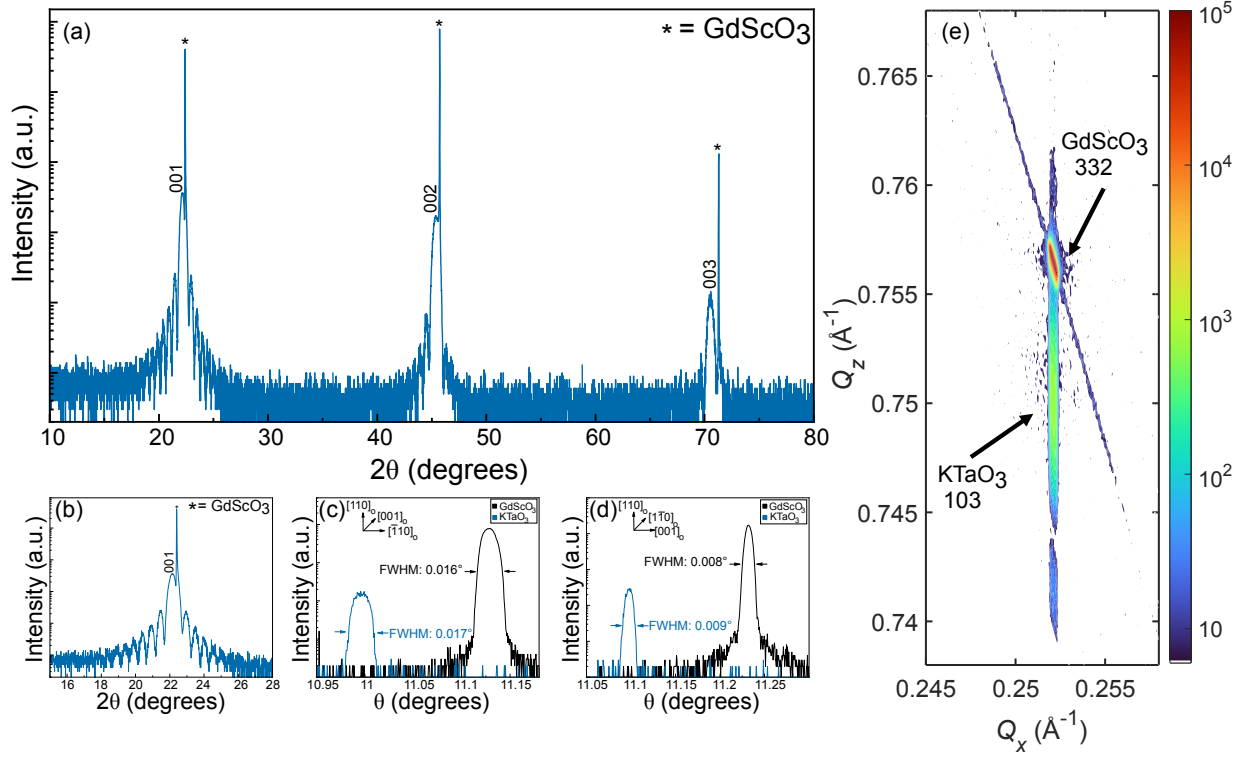 (a)
* = GdScO3
Intensity (a.u.)
001
*
002
*
003
*
10 20 30 40 50 60 70 80
2θ (degrees)
(b)
*= GdScO3
Intensity (a.u.)
001
*
15 16 18 20 22 24 26 28
2θ (degrees)
(c)
[110]o
[001]o
[1̄10]o
GdScO3
KTaO3
Intensity (a.u.)
FWHM: 0.016°
FWHM: 0.017°
10.95 11 11.05 11.1 11.15
θ (degrees)
(d)
[110]o
[11̄0]o
[001]o
GdScO3
KTaO3
Intensity (a.u.)
FWHM: 0.008°
FWHM: 0.009°
11.05 11.1 11.15 11.2 11.25
θ (degrees)
(e)
GdScO3
332
KTaO3
103
Qz (Å-1)
0.765
0.76
0.755
0.75
0.745
0.74
0.245 0.25 0.255
Qx (Å-1)
10^5
10^4
10^3
10^2
10